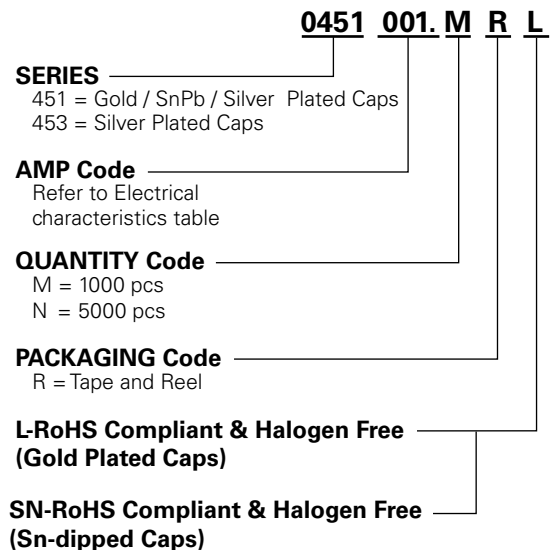 0451 001. M R L
SERIES
451 = Gold / SnPb / Silver Plated Caps
453 = Silver Plated Caps
AMP Code
Refer to Electrical
characteristics table
QUANTITY Code
M = 1000 pcs
N = 5000 pcs
PACKAGING Code
R = Tape and Reel
L-RoHS Compliant & Halogen Free
(Gold Plated Caps)
SN-RoHS Compliant & Halogen Free
(Sn-dipped Caps)